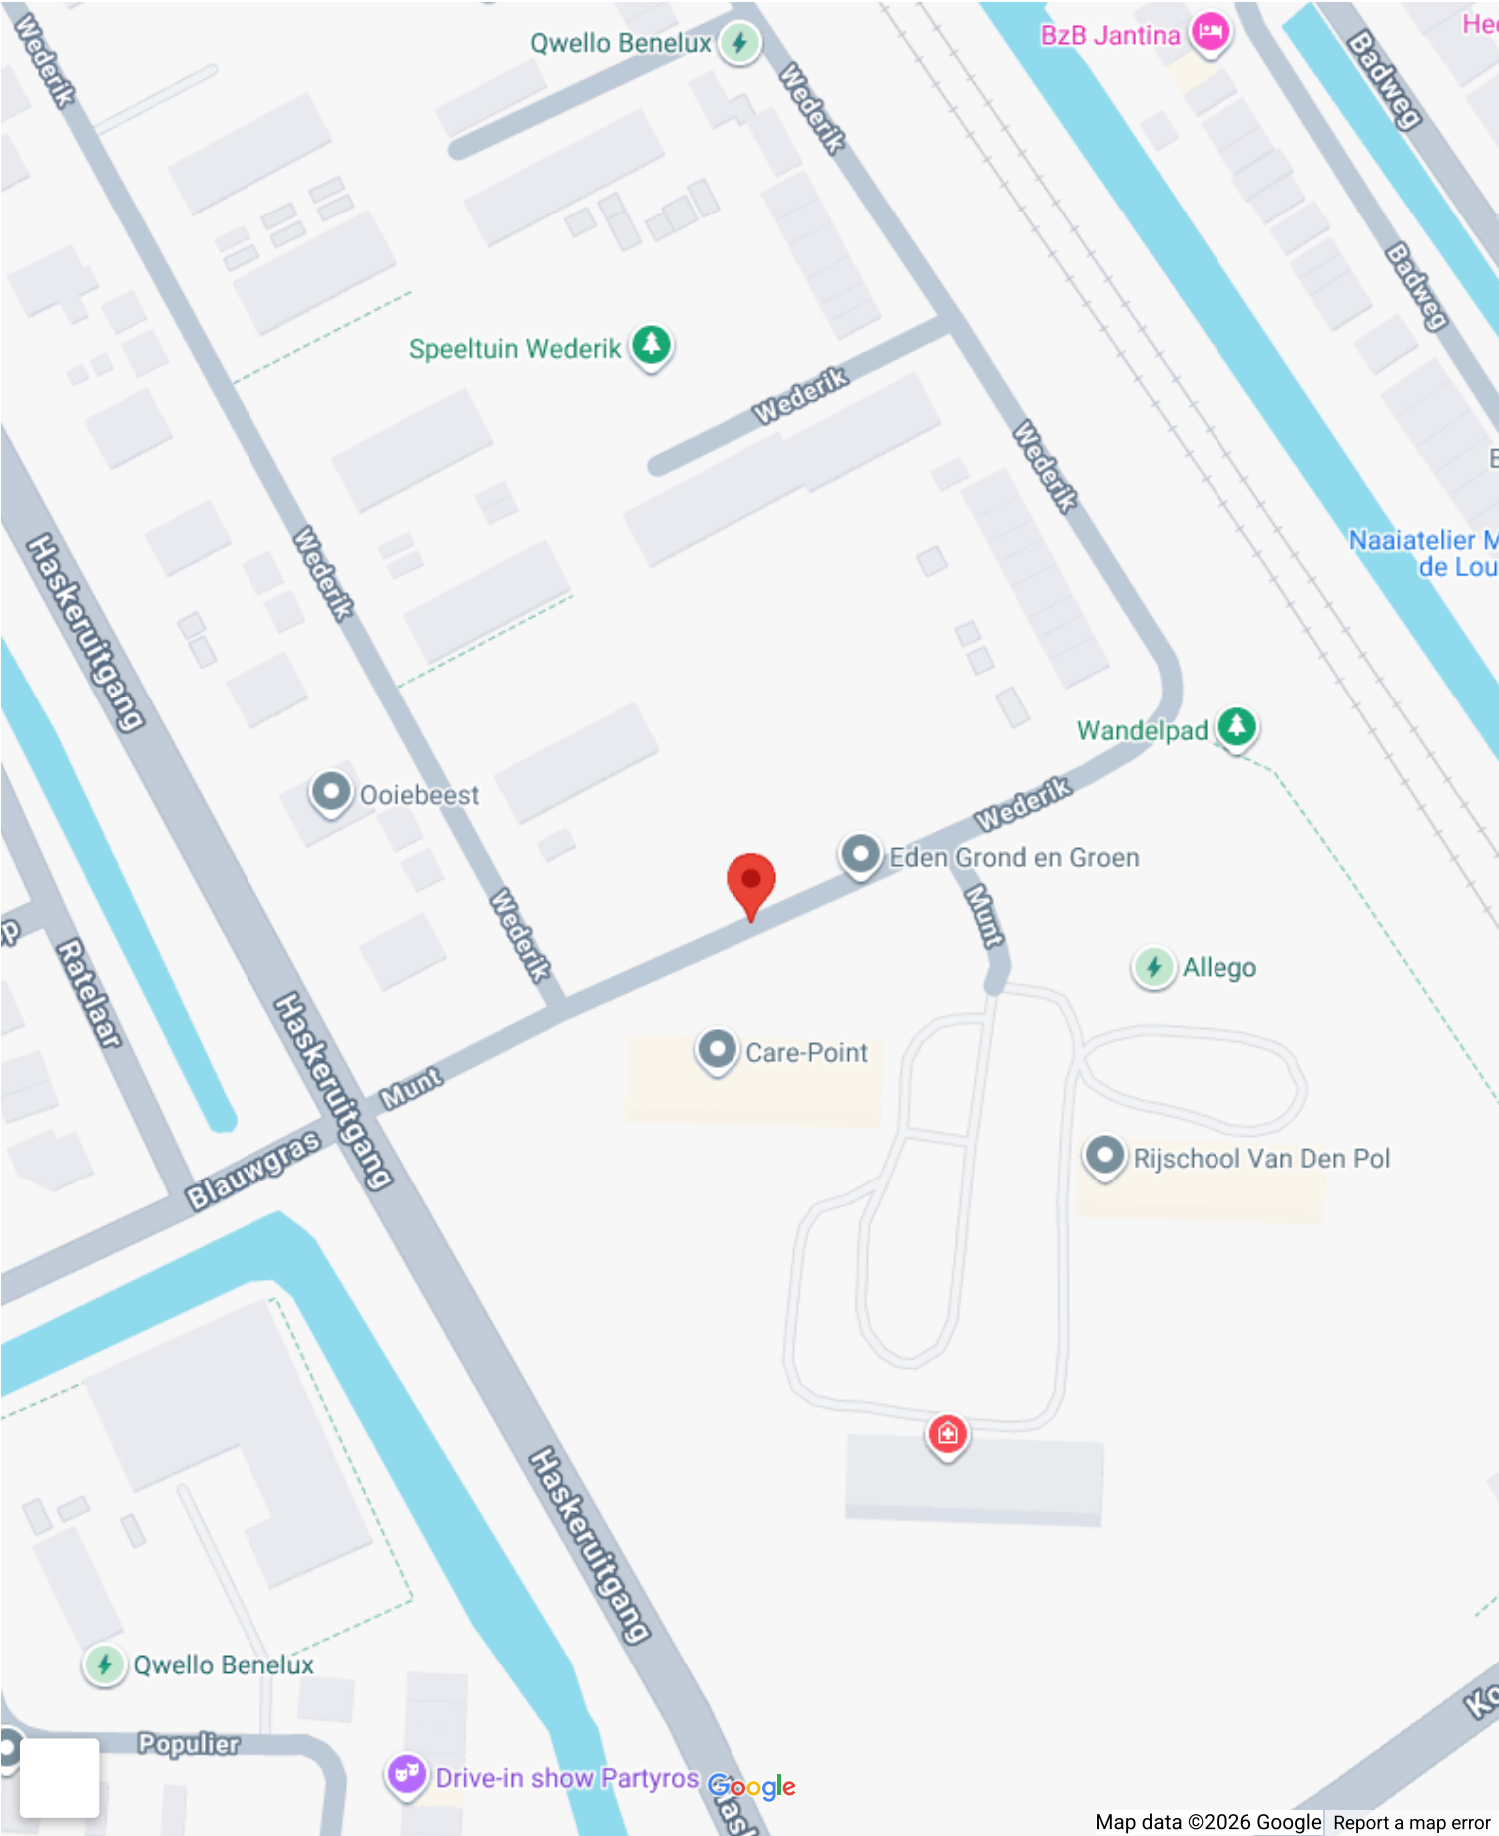 Wederik
Qwello Benelux
Wederik
BzB Jantina
Badweg
Badweg
Speeltuin Wederik
Wederik
Wederik
Haskeruitgang
Wederik
Naaiatelier M
de Lou
Wandelpad
Ooiebeest
Wederik
Eden Grond en Groen
Wederik
Munt
Ratelaar
Allego
Haskeruitgang
Care-Point
Munt
Blauwgras
Rijschool Van Den Pol
Haskeruitgang
Qwello Benelux
Populier
Drive-in show Partyros
Google
Map data ©2026 Google
Report a map error